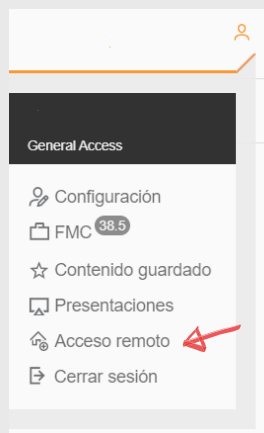 General Access
Configuración
FMC 38.5
Contenido guardado
Presentaciones
Acceso remoto
Cerrar sesión